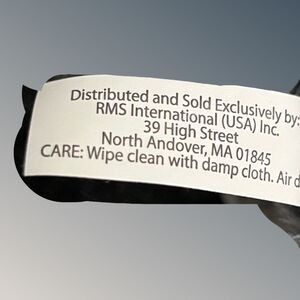 Distributed and Sold Exclusively by:
RMS International (USA) Inc.
39 High Street
North Andover, MA 01845
CARE: Wipe clean with damp cloth. Air d